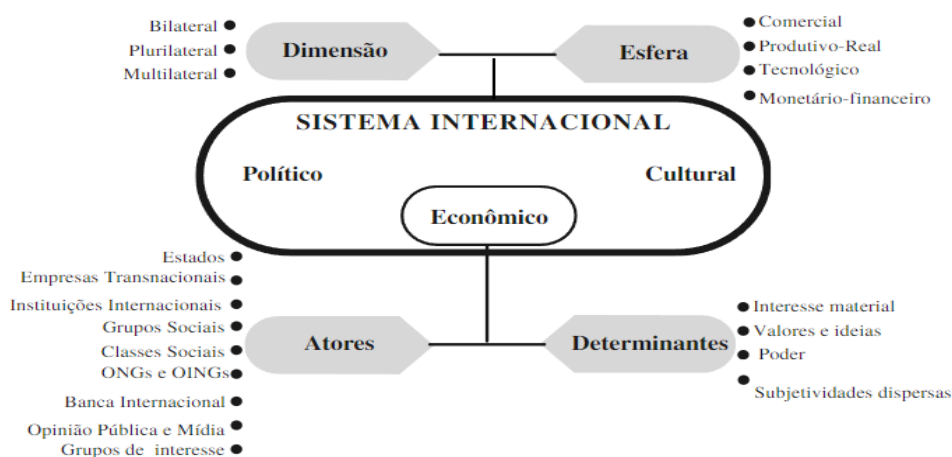 Bilateral
Plurilateral
Multilateral
Dimensão
Esfera
Comercial
Produtivo-Real
Tecnológico
Monetário-financeiro
SISTEMA INTERNACIONAL
Político
Cultural
Econômico
Estados
Empresas Transnacionais
Instituições Internacionais
Grupos Sociais
Classes Sociais
ONGs e OINGs
Banca Internacional
Opinião Pública e Mídia
Grupos de interesse
Atores
Determinantes
Interesse material
Valores e ideias
Poder
Subjetividades dispersas